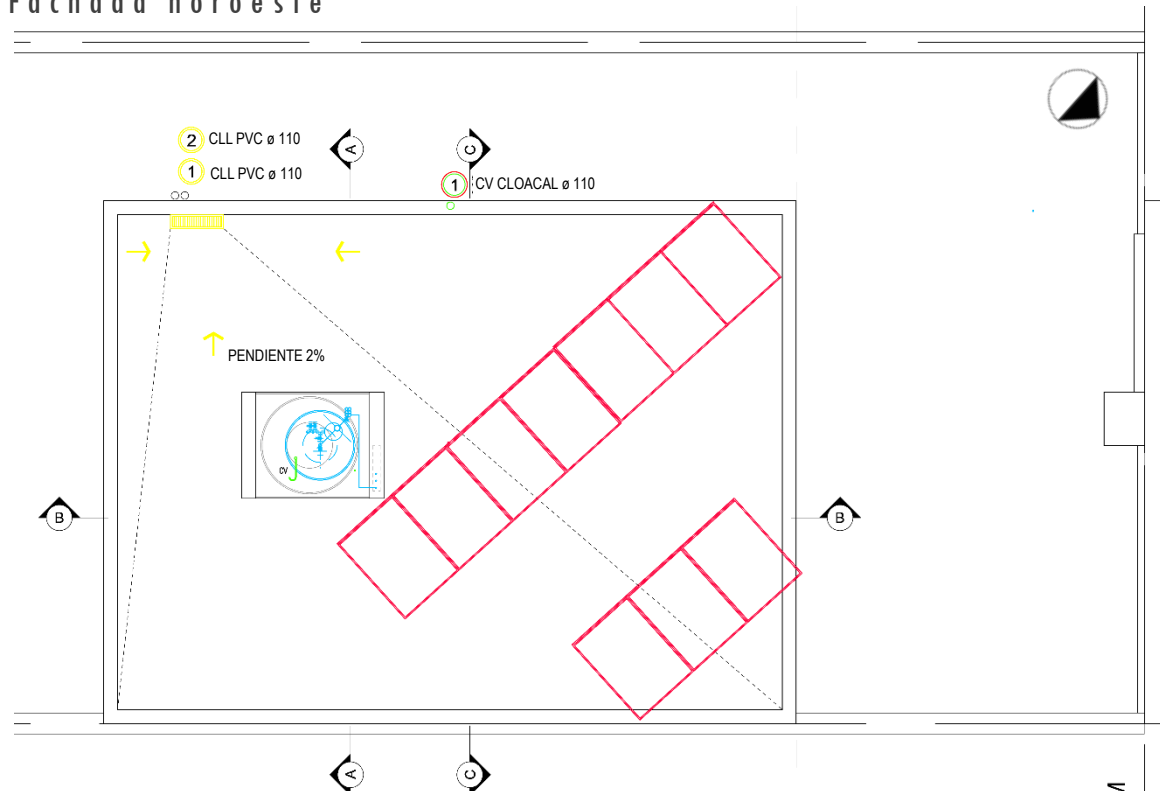 Fachada noroeste
2 CLL PVC ø 110
1 CLL PVC ø 110
A
C
1 CV CLOACAL ø 110
PENDIENTE 2%
CV
B
B
A
C
M